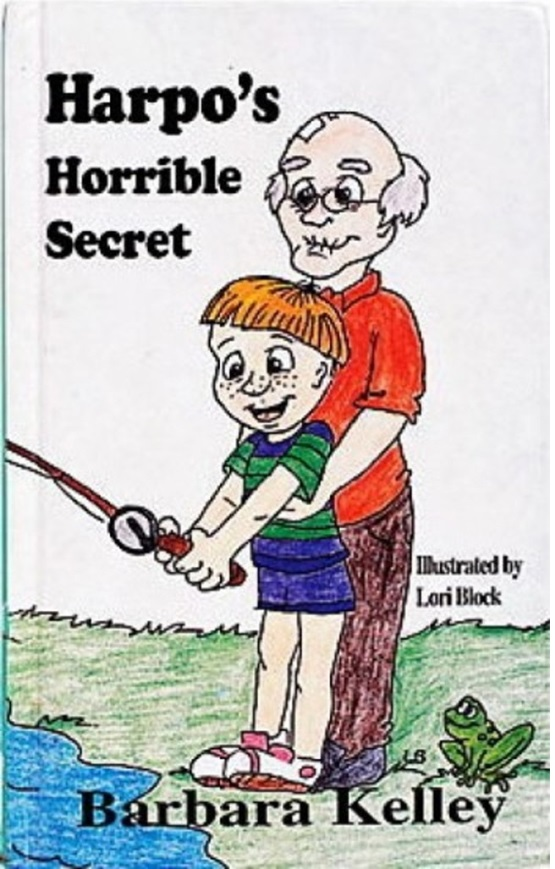 Harpo's
Horrible
Secret
Illustrated by
Lori Block
LB
Barbara Kelley